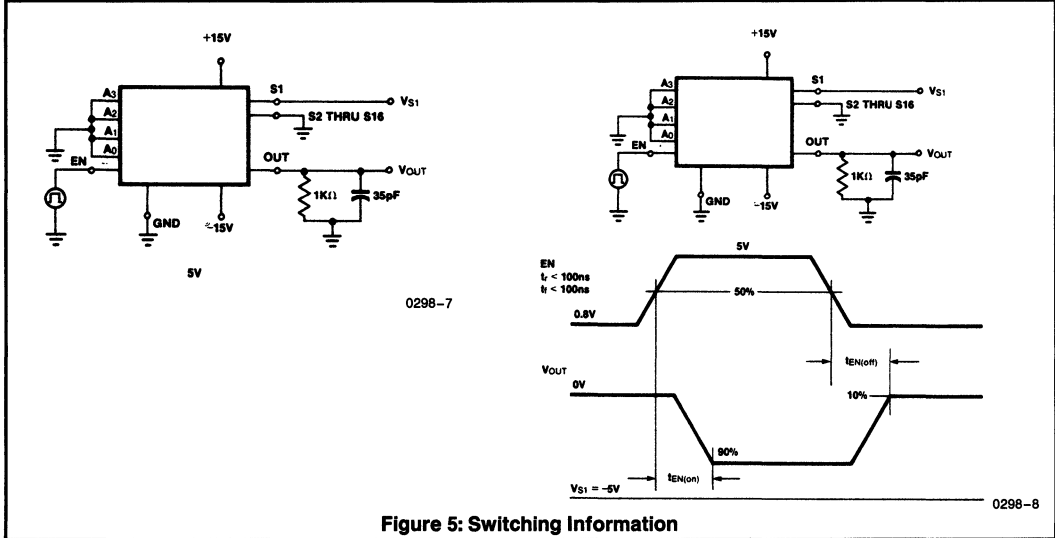 +15V
A3
A2
A1
A0
EN
S1
VS1
S2 THRU S16
OUT
VOUT
1KΩ
35pF
GND
-15V
5V
0298-7
+15V
A3
A2
A1
A0
EN
S1
VS1
S2 THRU S16
OUT
VOUT
1KΩ
35pF
GND
-15V
EN
tr < 100ns
tf < 100ns
5V
50%
0.8V
tEN(off)
VOUT
0V
10%
90%
tEN(on)
VS1 = -5V
0298-8
Figure 5: Switching Information